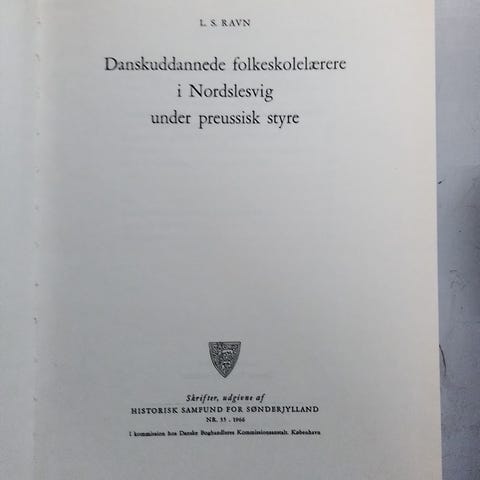 L. S. RAVN
Danskuddannede folkeskolelærere
i Nordslesvig
under preussisk styre
Skrifter, udgivne af
HISTORISK SAMFUND FOR SØNDERJYLLAND
NR. 33 . 1966
I kommission hos Danske Boghandleres Kommissionsanstalt. København